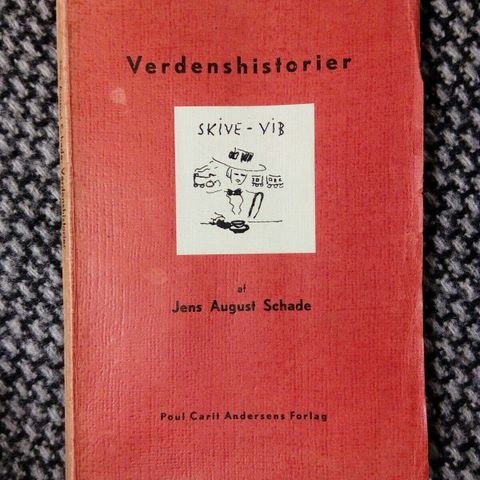 Verdenshistorier
SKIVE - VIB
af
Jens August Schade
Poul Carit Andersens Forlag